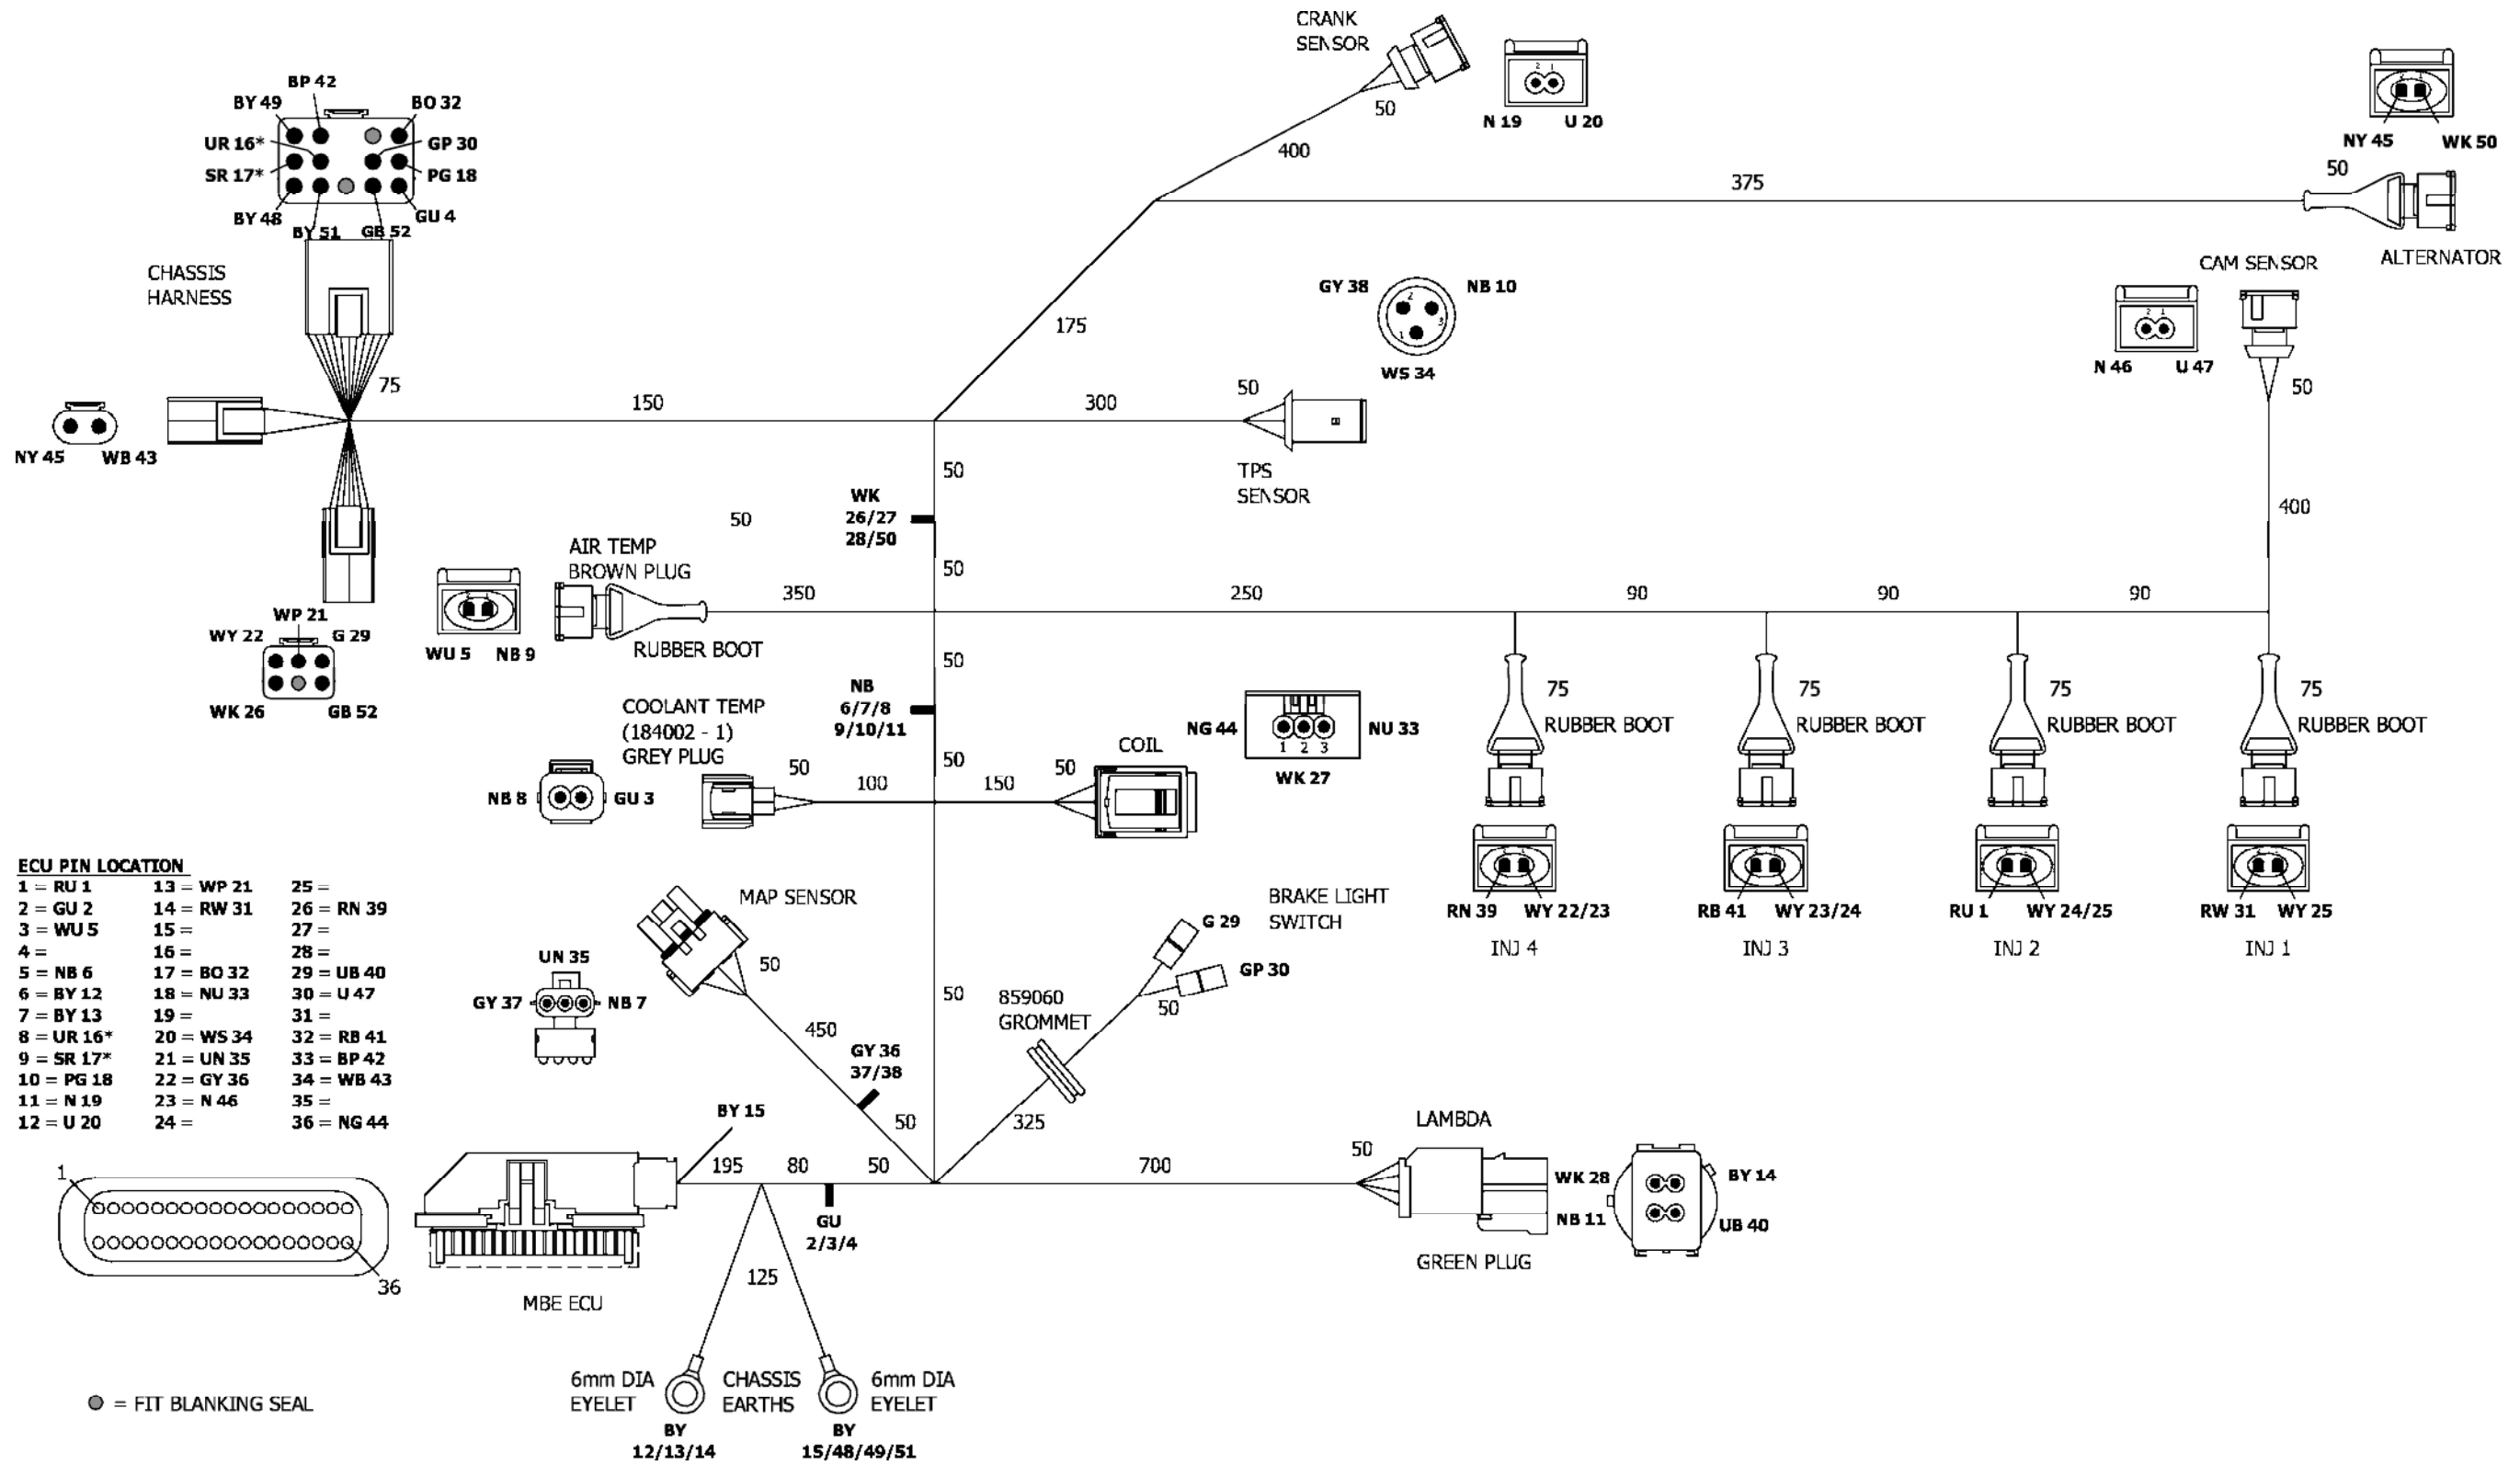 CRANK
SENSOR
50
N 19 U 20
400
NY 45 WK 50
50
375
ALTERNATOR
BP 42
BY 49
BO 32
UR 16*
GP 30
SR 17*
PG 18
BY 48
GU 4
BY 51 GB 52
CHASSIS
HARNESS
75
NY 45 WB 43
150
175
GY 38 NB 10
2
3
1
WS 34
300
50
TPS
SENSOR
CAM SENSOR
2 1
N 46 U 47
50
400
50
WK
26/27
28/50
50
50
AIR TEMP
BROWN PLUG
350
WU 5 NB 9
RUBBER BOOT
250
90
90
90
WP 21
WY 22 G 29
WK 26 GB 52
50
NB
6/7/8
9/10/11
50
COOLANT TEMP
(184002 - 1)
GREY PLUG
NB 8 GU 3
50
100
150
50
COIL
NG 44 NU 33
1 2 3
WK 27
75
RUBBER BOOT
75
RUBBER BOOT
75
RUBBER BOOT
75
RUBBER BOOT
RN 39 WY 22/23
INJ 4
RB 41 WY 23/24
INJ 3
RU 1 WY 24/25
INJ 2
RW 31 WY 25
INJ 1
ECU PIN LOCATION
1 = RU 1 13 = WP 21 25 =
2 = GU 2 14 = RW 31 26 = RN 39
3 = WU 5 15 = 27 =
4 = 16 = 28 =
5 = NB 6 17 = BO 32 29 = UB 40
6 = BY 12 18 = NU 33 30 = U 47
7 = BY 13 19 = 31 =
8 = UR 16* 20 = WS 34 32 = RB 41
9 = SR 17* 21 = UN 35 33 = BP 42
10 = PG 18 22 = GY 36 34 = WB 43
11 = N 19 23 = N 46 35 =
12 = U 20 24 = 36 = NG 44
MAP SENSOR
50
UN 35
GY 37 NB 7
450
GY 36
37/38
50
50
BRAKE LIGHT
SWITCH
G 29
GP 30
50
859060
GROMMET
325
BY 15
195
80
50
GU
2/3/4
700
50
LAMBDA
WK 28
NB 11
BY 14
UB 40
GREEN PLUG
1
36
MBE ECU
125
6mm DIA
EYELET
CHASSIS
EARTHS
6mm DIA
EYELET
BY
12/13/14
BY
15/48/49/51
= FIT BLANKING SEAL